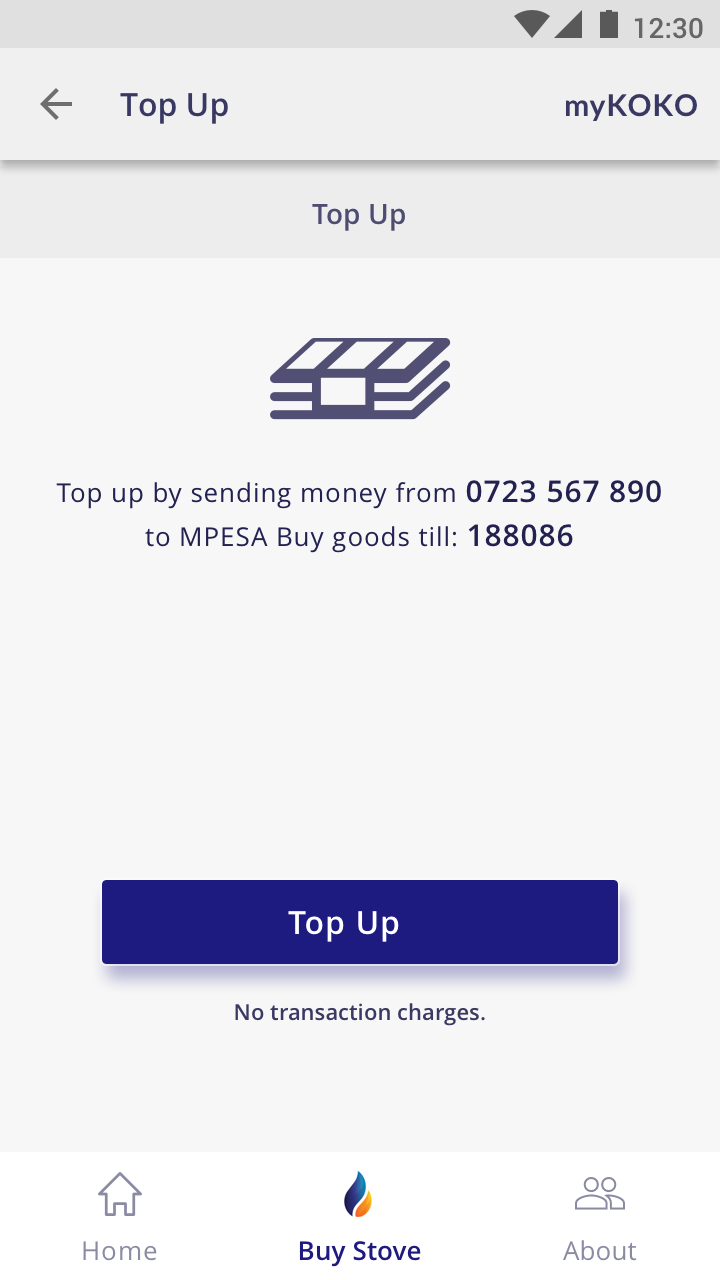 12:30
Top Up
myKOKO
Top Up
Top up by sending money from 0723 567 890
to MPESA Buy goods till: 188086
Top Up
No transaction charges.
Home
Buy Stove
About